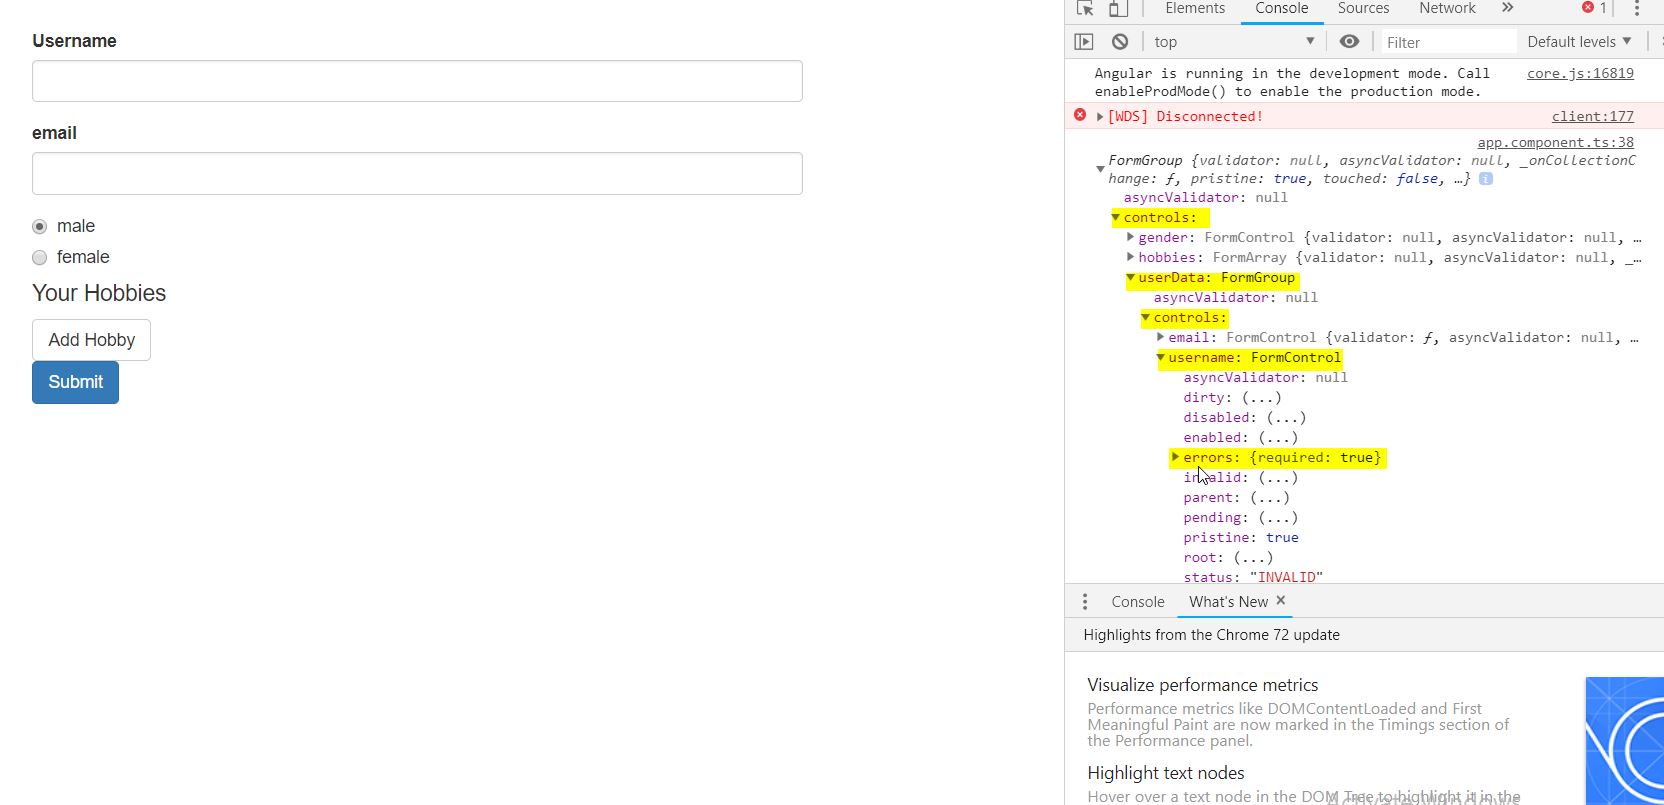 Username
email
male
female
Your Hobbies
Add Hobby
Submit
Elements Console Sources Network »
1
top
Filter
Default levels
Angular is running in the development mode. Call core.js:16819
enableProdMode() to enable the production mode.
[WDS] Disconnected! client:177
app.component.ts:38
FormGroup {validator: null, asyncValidator: null, _onCollectionC
hange: ƒ, pristine: true, touched: false, …}
asyncValidator: null
controls:
gender: FormControl {validator: null, asyncValidator: null, …
hobbies: FormArray {validator: null, asyncValidator: null, _…
userData: FormGroup
asyncValidator: null
controls:
email: FormControl {validator: ƒ, asyncValidator: null, …
username: FormControl
asyncValidator: null
dirty: (...)
disabled: (...)
enabled: (...)
errors: {required: true}
invalid: (...)
parent: (...)
pending: (...)
pristine: true
root: (...)
status: "INVALID"
Console What's New ×
Highlights from the Chrome 72 update
Visualize performance metrics
Performance metrics like DOMContentLoaded and First
Meaningful Paint are now marked in the Timings section of
the Performance panel.
Highlight text nodes
Hover over a text node in the DOM Tree to highlight it in the
Activate Windows